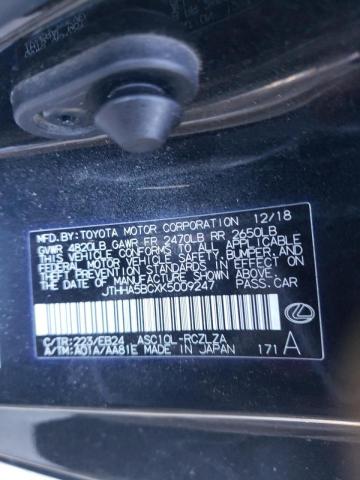 MFD.BY:TOYOTA MOTOR CORPORATION 12/18
GVWR 4820LB GAWR FR 2470LB RR 2650LB
THIS VEHICLE CONFORMS TO ALL APPLICABLE
FEDERAL MOTOR VEHICLE SAFETY, BUMPER, AND
THEFT PREVENTION STANDARDS IN EFFECT ON
THE DATE OF MANUFACTURE SHOWN ABOVE.
JTHHA5BCXK5009247 PASS.CAR
C/TR:223/EB24 ASC10L-RCZLZA
A/TM:A01A/AA81E MADE IN JAPAN 171 A